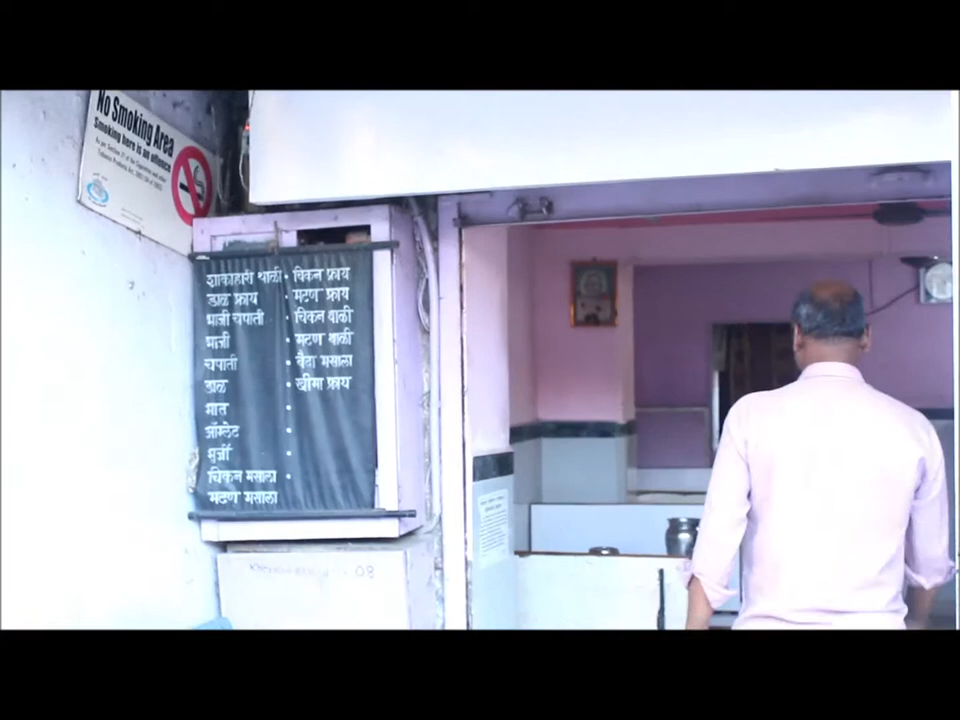 No Smoking Area
Smoking here is an offence
शाकाहारी थाळी
डाळ फ्राय
भाजी चपाती
भाजी
चपाती
डाळ
भात
ऑम्लेट
भुर्जी
चिकन मसाला
मटण मसाला
चिकन फ्राय
मटण फ्राय
चिकन थाळी
मटण थाळी
बैदा मसाला
खीमा फ्राय
08